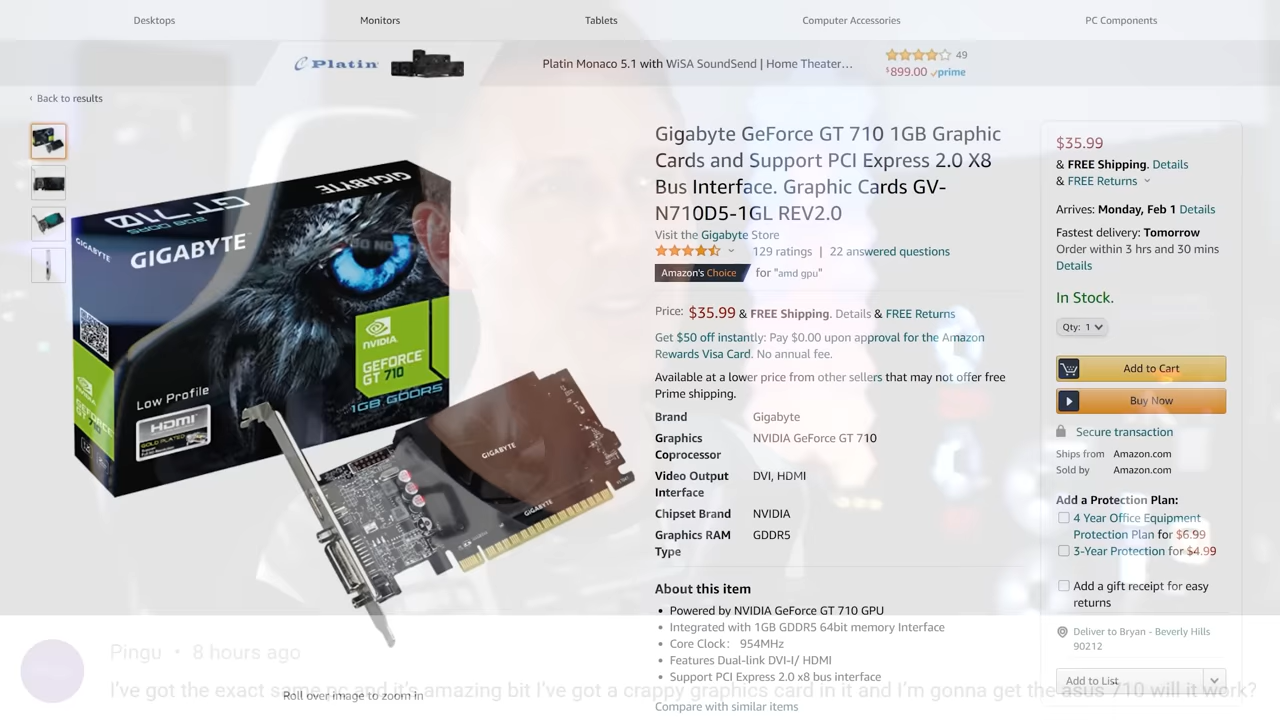 Desktops
Monitors
Tablets
Computer Accessories
PC Components
Platin
Platin Monaco 5.1 with WiSA SoundSend | Home Theater…
49
$899.00 prime
‹ Back to results
Gigabyte GeForce GT 710 1GB Graphic
Cards and Support PCI Express 2.0 X8
Bus Interface. Graphic Cards GV-
N710D5-1GL REV2.0
Visit the Gigabyte Store
129 ratings | 22 answered questions
Amazon's Choice for "amd gpu"
Price: $35.99 & FREE Shipping. Details & FREE Returns
Get $50 off instantly: Pay $0.00 upon approval for the Amazon
Rewards Visa Card. No annual fee.
Available at a lower price from other sellers that may not offer free
Prime shipping.
Brand Gigabyte
Graphics NVIDIA GeForce GT 710
Coprocessor
Video Output DVI, HDMI
Interface
Chipset Brand NVIDIA
Graphics RAM GDDR5
Type
About this item
• Powered by NVIDIA GeForce GT 710 GPU
• Integrated with 1GB GDDR5 64bit memory Interface
• Core Clock: 954MHz
• Features Dual-link DVI-I/ HDMI
• Support PCI Express 2.0 x8 bus interface
Compare with similar items
$35.99
& FREE Shipping. Details
& FREE Returns
Arrives: Monday, Feb 1 Details
Fastest delivery: Tomorrow
Order within 3 hrs and 30 mins
Details
In Stock.
Qty: 1
Add to Cart
Buy Now
Secure transaction
Ships from Amazon.com
Sold by Amazon.com
Add a Protection Plan:
4 Year Office Equipment
Protection Plan for $6.99
3-Year Protection for $4.99
Add a gift receipt for easy
returns
Deliver to Bryan - Beverly Hills
90212
Add to List
GIGABYTE
GT 710
GIGABYTE
GIGABYTE
NVIDIA
GEFORCE
GT 710
1GB GDDR5
Low Profile
HDMI
GOLD PLATED
GIGABYTE
GIGABYTE
Roll over image to zoom in
Pingu • 8 hours ago
I've got the exact same pc and it's amazing bit I've got a crappy graphics card in it and I'm gonna get the asus 710 will it work?